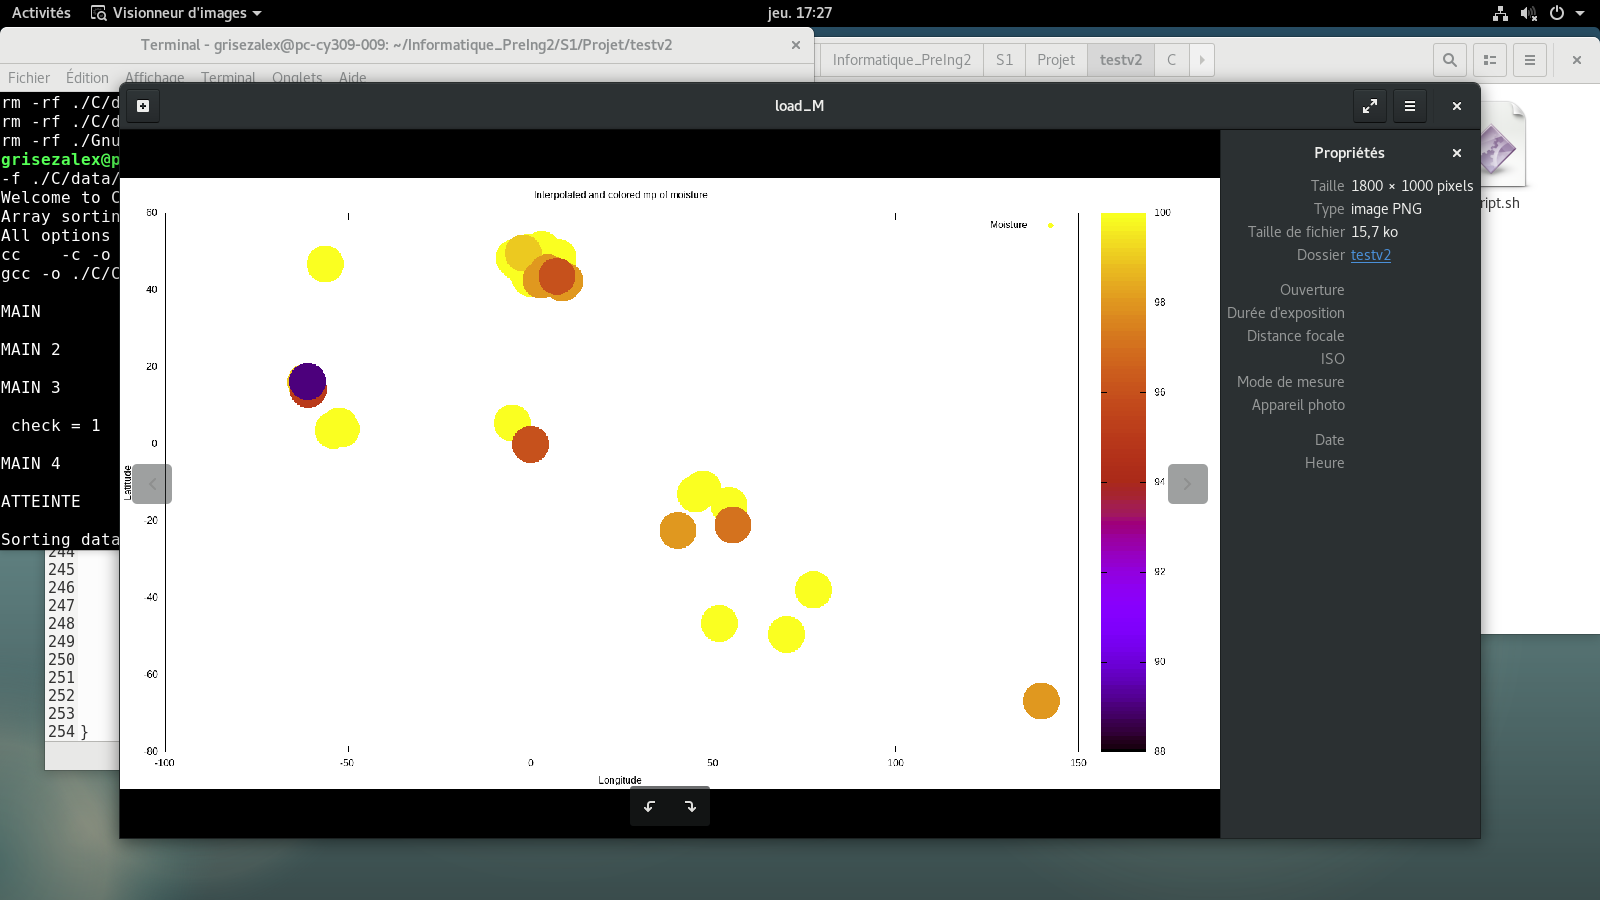 Activités
Visionneur d'images
jeu. 17:27
Terminal - grisezalex@pc-cy309-009: ~/Informatique_PreIng2/S1/Projet/testv2
Fichier Édition Affichage Terminal Onglets Aide
Informatique_PreIng2 S1 Projet testv2 C
rm -rf ./C/d
rm -rf ./C/d
rm -rf ./Gnu
grisezalex@p
-f ./C/data/
Welcome to C
Array sortin
All options
cc -c -o
gcc -o ./C/C
MAIN
MAIN 2
MAIN 3
check = 1
MAIN 4
ATTEINTE
Sorting data
244
245
246
247
248
249
250
251
252
253
254 }
load_M
Interpolated and colored mp of moisture
Moisture
60
40
20
0
-20
-40
-60
-80
Latitude
-100 -50 0 50 100 150
Longitude
100
98
96
94
92
90
88
Propriétés
Taille 1800 × 1000 pixels
Type image PNG
Taille de fichier 15,7 ko
Dossier testv2
Ouverture
Durée d'exposition
Distance focale
ISO
Mode de mesure
Appareil photo
Date
Heure
ript.sh